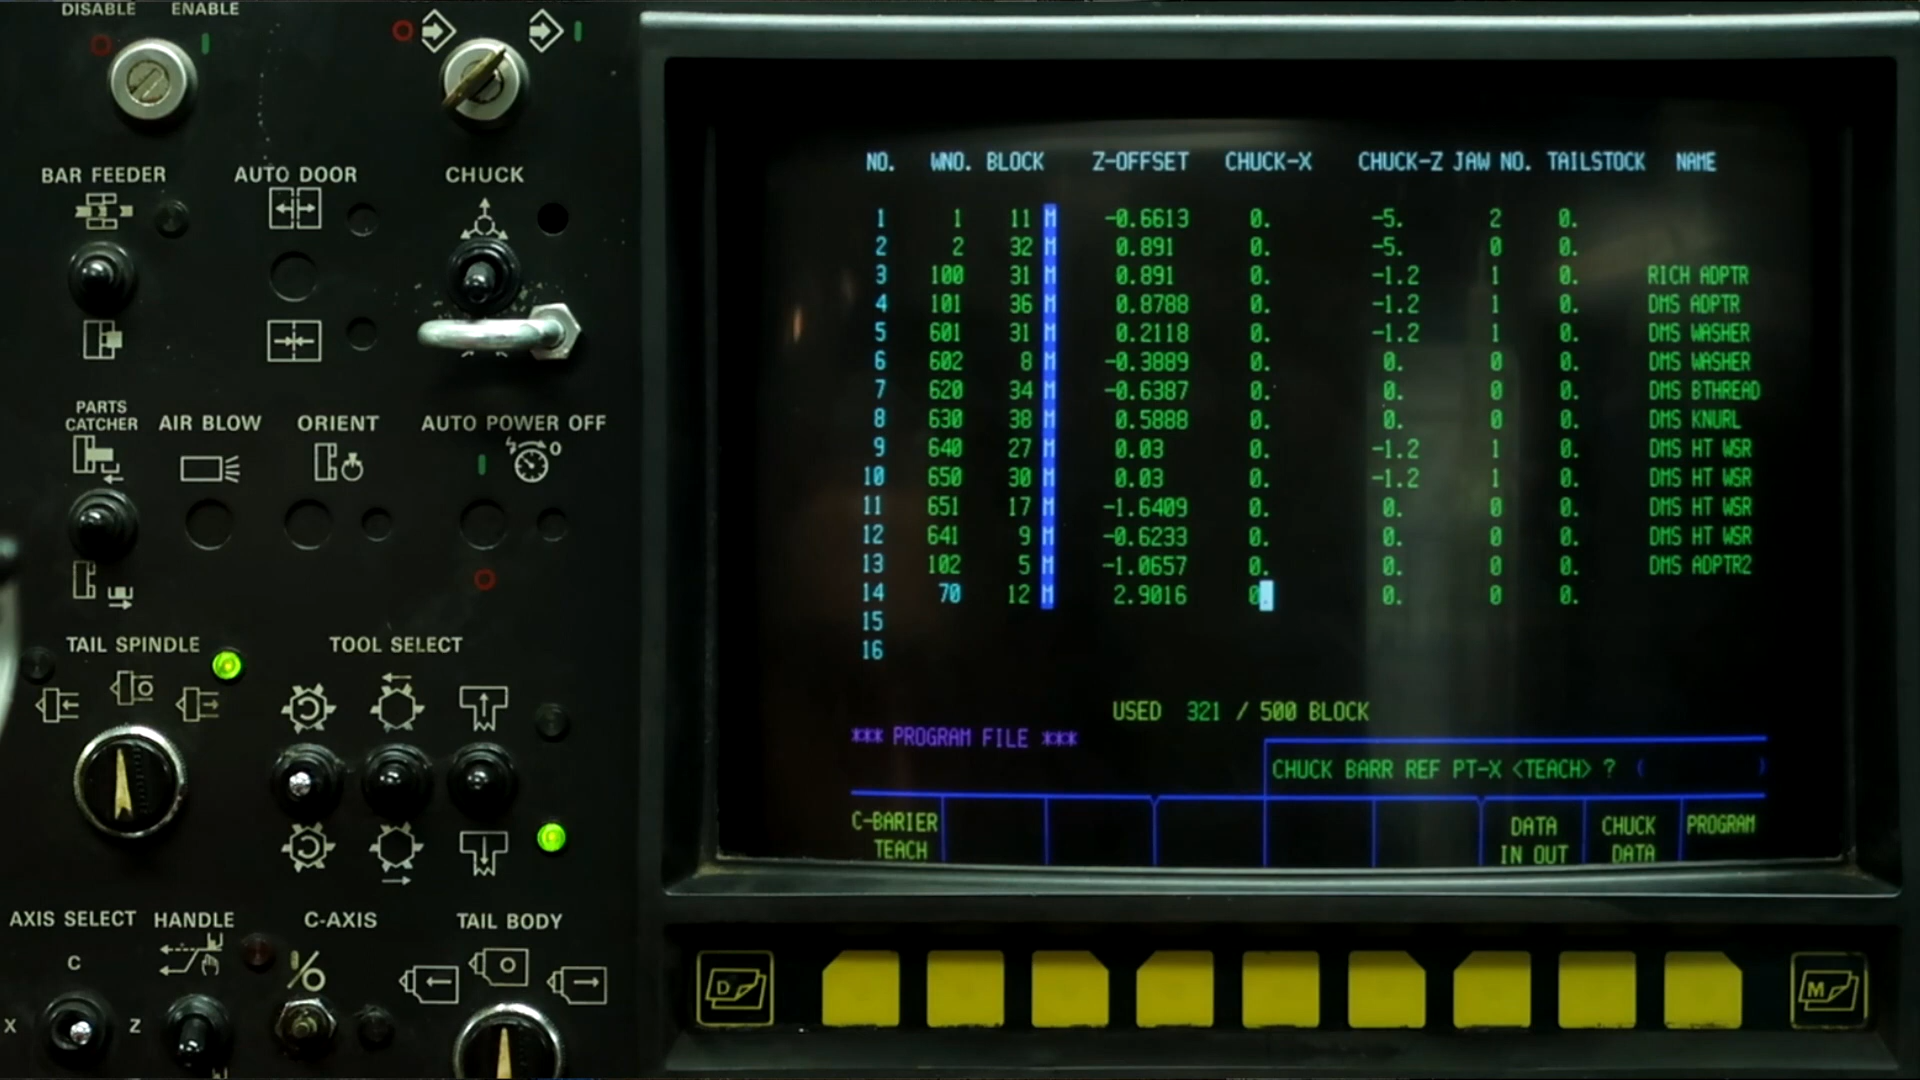 DISABLE ENABLE
BAR FEEDER AUTO DOOR CHUCK
PARTS CATCHER AIR BLOW ORIENT AUTO POWER OFF
TAIL SPINDLE TOOL SELECT
AXIS SELECT HANDLE C-AXIS TAIL BODY
C
X Z
NO. WNO. BLOCK Z-OFFSET CHUCK-X CHUCK-Z JAW NO. TAILSTOCK NAME
1 1 11 M -0.6613 0. -5. 2 0.
2 2 32 M 0.891 0. -5. 0 0.
3 100 31 M 0.891 0. -1.2 1 0. RICH ADPTR
4 101 36 M 0.8788 0. -1.2 1 0. DMS ADPTR
5 601 31 M 0.2118 0. -1.2 1 0. DMS WASHER
6 602 8 M -0.3889 0. 0. 0 0. DMS WASHER
7 620 34 M -0.6387 0. 0. 0 0. DMS BTHREAD
8 630 38 M 0.5888 0. 0. 0 0. DMS KNURL
9 640 27 M 0.03 0. -1.2 1 0. DMS HT WSR
10 650 30 M 0.03 0. -1.2 1 0. DMS HT WSR
11 651 17 M -1.6409 0. 0. 0 0. DMS HT WSR
12 641 9 M -0.6233 0. 0. 0 0. DMS HT WSR
13 102 5 M -1.0657 0. 0. 0 0. DMS ADPTR2
14 70 12 M 2.9016 0. 0. 0 0.
15
16
USED 321 / 500 BLOCK
*** PROGRAM FILE ***
CHUCK BARR REF PT-X <TEACH> ? ( )
C-BARIER TEACH DATA IN OUT CHUCK DATA PROGRAM
D M